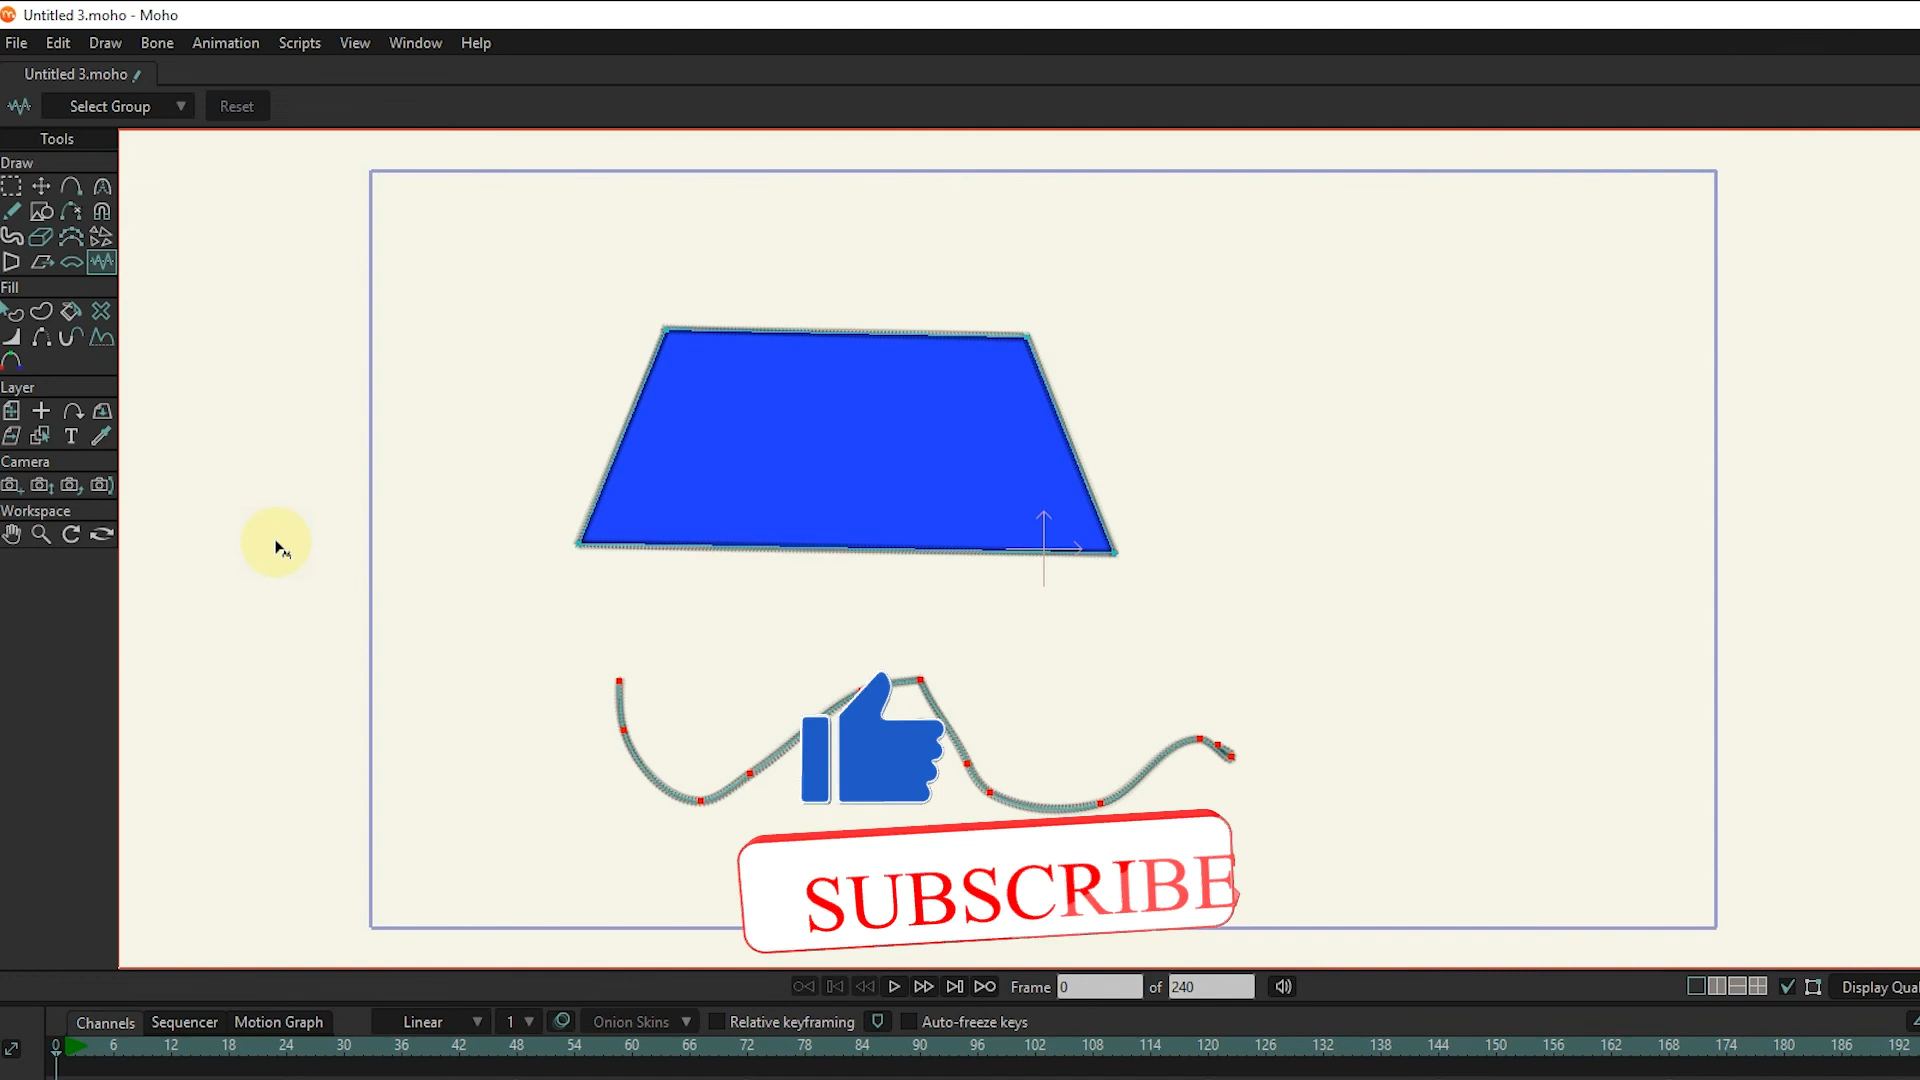 Untitled 3.moho - Moho
File Edit Draw Bone Animation Scripts View Window Help
Untitled 3.moho
Select Group Reset
Tools
Draw
Fill
Layer
T
Camera
Workspace
SUBSCRIBE
Frame 0 of 240 Display Qual
Channels Sequencer Motion Graph Linear 1 Onion Skins Relative keyframing Auto-freeze keys
0 6 12 18 24 30 36 42 48 54 60 66 72 78 84 90 96 102 108 114 120 126 132 138 144 150 156 162 168 174 180 186 192